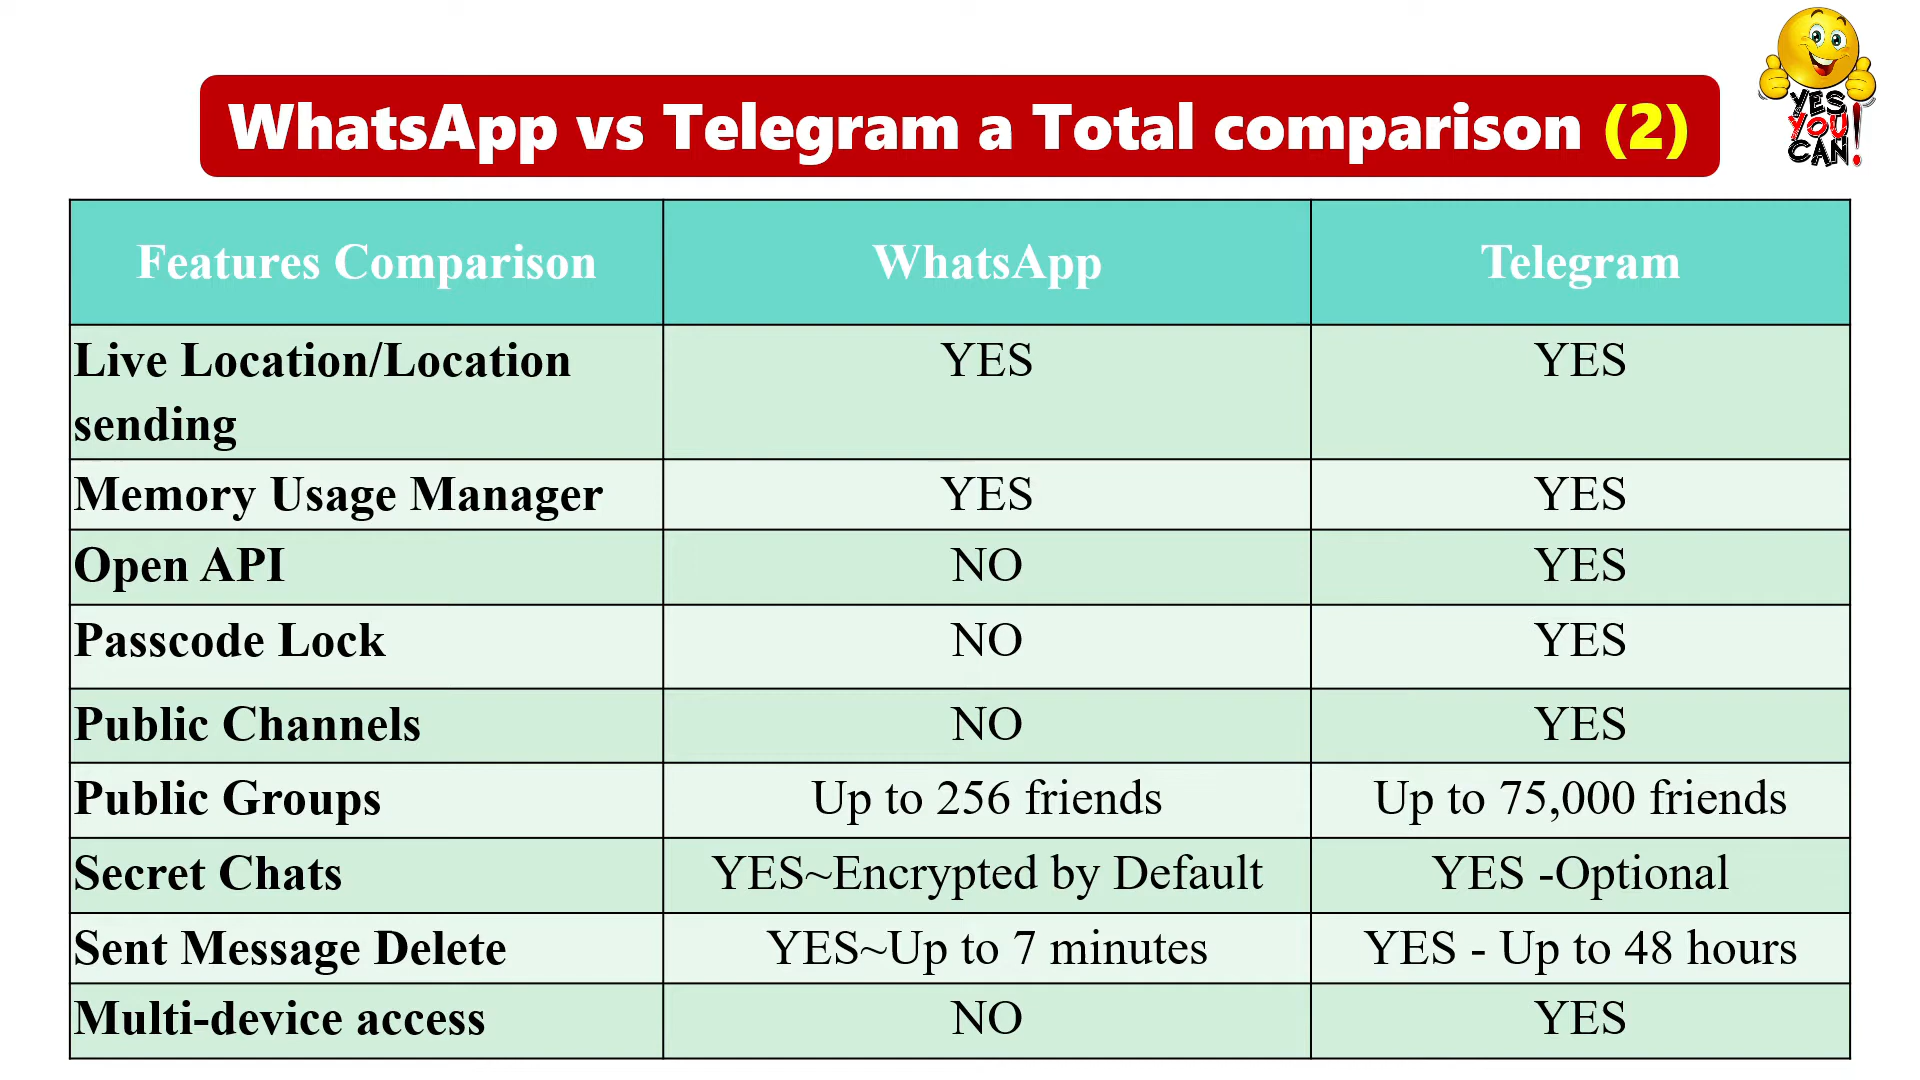 WhatsApp vs Telegram a Total comparison (2)
YES
YOU
CAN!
Features Comparison WhatsApp Telegram
Live Location/Location YES YES
sending
Memory Usage Manager YES YES
Open API NO YES
Passcode Lock NO YES
Public Channels NO YES
Public Groups Up to 256 friends Up to 75,000 friends
Secret Chats YES~Encrypted by Default YES -Optional
Sent Message Delete YES~Up to 7 minutes YES - Up to 48 hours
Multi-device access NO YES